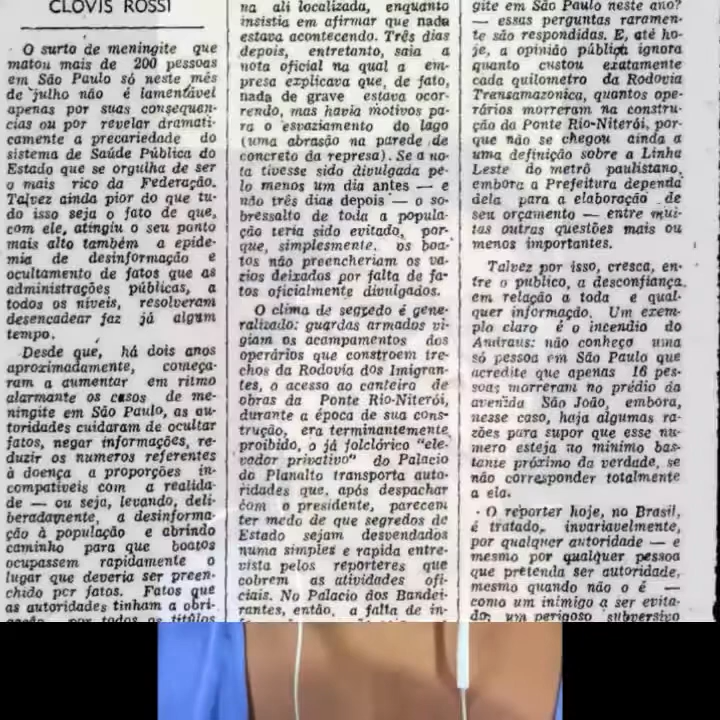 CLOVIS ROSSI
O surto de meningite que
matou mais de 200 pessoas
em São Paulo só neste mês
de julho não é lamentável
apenas por suas consequen-
cias ou por revelar dramati-
camente a precariedade do
sistema de Saúde Pública do
Estado que se orgulha de ser
o mais rico da Federação.
Talvez ainda pior do que tu-
do isso seja o fato de que,
com ele, atingiu o seu ponto
mais alto também a epide-
mia de desinformação e
ocultamento de fatos que as
administrações públicas, a
todos os níveis, resolveram
desencadear faz já algum
tempo.
Desde que, há dois anos
aproximadamente, começa-
ram a aumentar em ritmo
alarmante os casos de me-
ningite em São Paulo, as au-
toridades cuidaram de ocultar
fatos, negar informações, re-
duzir os numeros referentes
à doença a proporções in-
compatíveis com a realida-
de — ou seja, levando, deli-
beradamente, a desinforma-
ção à população e abrindo
caminho para que boatos
ocupassem rapidamente o
lugar que deveria ser preen-
chido por fatos. Fatos que
as autoridades tinham a obri-
gação, por todos os títulos
na ali localizada, enquanto
insistia em afirmar que nada
estava acontecendo. Três dias
depois, entretanto, saía a
nota oficial na qual a em-
presa explicava que, de fato,
nada de grave estava ocor-
rendo, mas havia motivos pa-
ra o esvaziamento do lago
(uma abrasão na parede de
concreto da represa). Se a no-
ta tivesse sido divulgada pe-
lo menos um dia antes — e
não três dias depois — o so-
bressalto de toda a popula-
ção teria sido evitado, por-
que, simplesmente, os boa-
tos não preencheriam os va-
zios deixados por falta de fa-
tos oficialmente divulgados.
O clima de segredo é gene-
ralizado: guardas armados vi-
giam os acampamentos dos
operários que constroem tre-
chos da Rodovia dos Imigran-
tes, o acesso ao canteiro de
obras da Ponte Rio-Niterói,
durante a época de sua cons-
trução, era terminantemente
proibido, o já folclórico "ele-
vador privativo" do Palacio
do Planalto transporta auto-
ridades que, após despachar
com o presidente, parecem
ter medo de que segredos de
Estado sejam desvendados
numa simples e rapida entre-
vista pelos reporteres que
cobrem as atividades ofi-
ciais. No Palacio dos Bandei-
rantes, então, a falta de in-
gite em São Paulo neste ano?
— essas perguntas raramen-
te são respondidas. E, até ho-
je, a opinião pública ignora
quanto custou exatamente
cada quilometro da Rodovia
Transamazonica, quantos ope-
rários morreram na constru-
ção da Ponte Rio-Niterói, por-
que não se chegou ainda a
uma definição sobre a Linha
Leste do metrô paulistano,
embora a Prefeitura dependa
dela para a elaboração de
seu orçamento — entre mui-
tas outras questões mais ou
menos importantes.
Talvez por isso, cresca, en-
tre o publico, a desconfiança
em relação a toda e qual-
quer informação. Um exem-
plo claro é o incendio do
Andraus: não conheço uma
só pessoa em São Paulo que
acredite que apenas 16 pes-
soas morreram no prédio da
avenida São João, embora,
nesse caso, haja algumas ra-
zões para supor que esse nu-
mero esteja no mínimo bas-
tante próximo da verdade, se
não corresponder totalmente
a ela.
O reporter hoje, no Brasil,
é tratado, invariavelmente,
por qualquer autoridade — e
mesmo por qualquer pessoa
que pretenda ser autoridade,
mesmo quando não o é —
como um inimigo a ser evita-
do; um perigoso subversivo